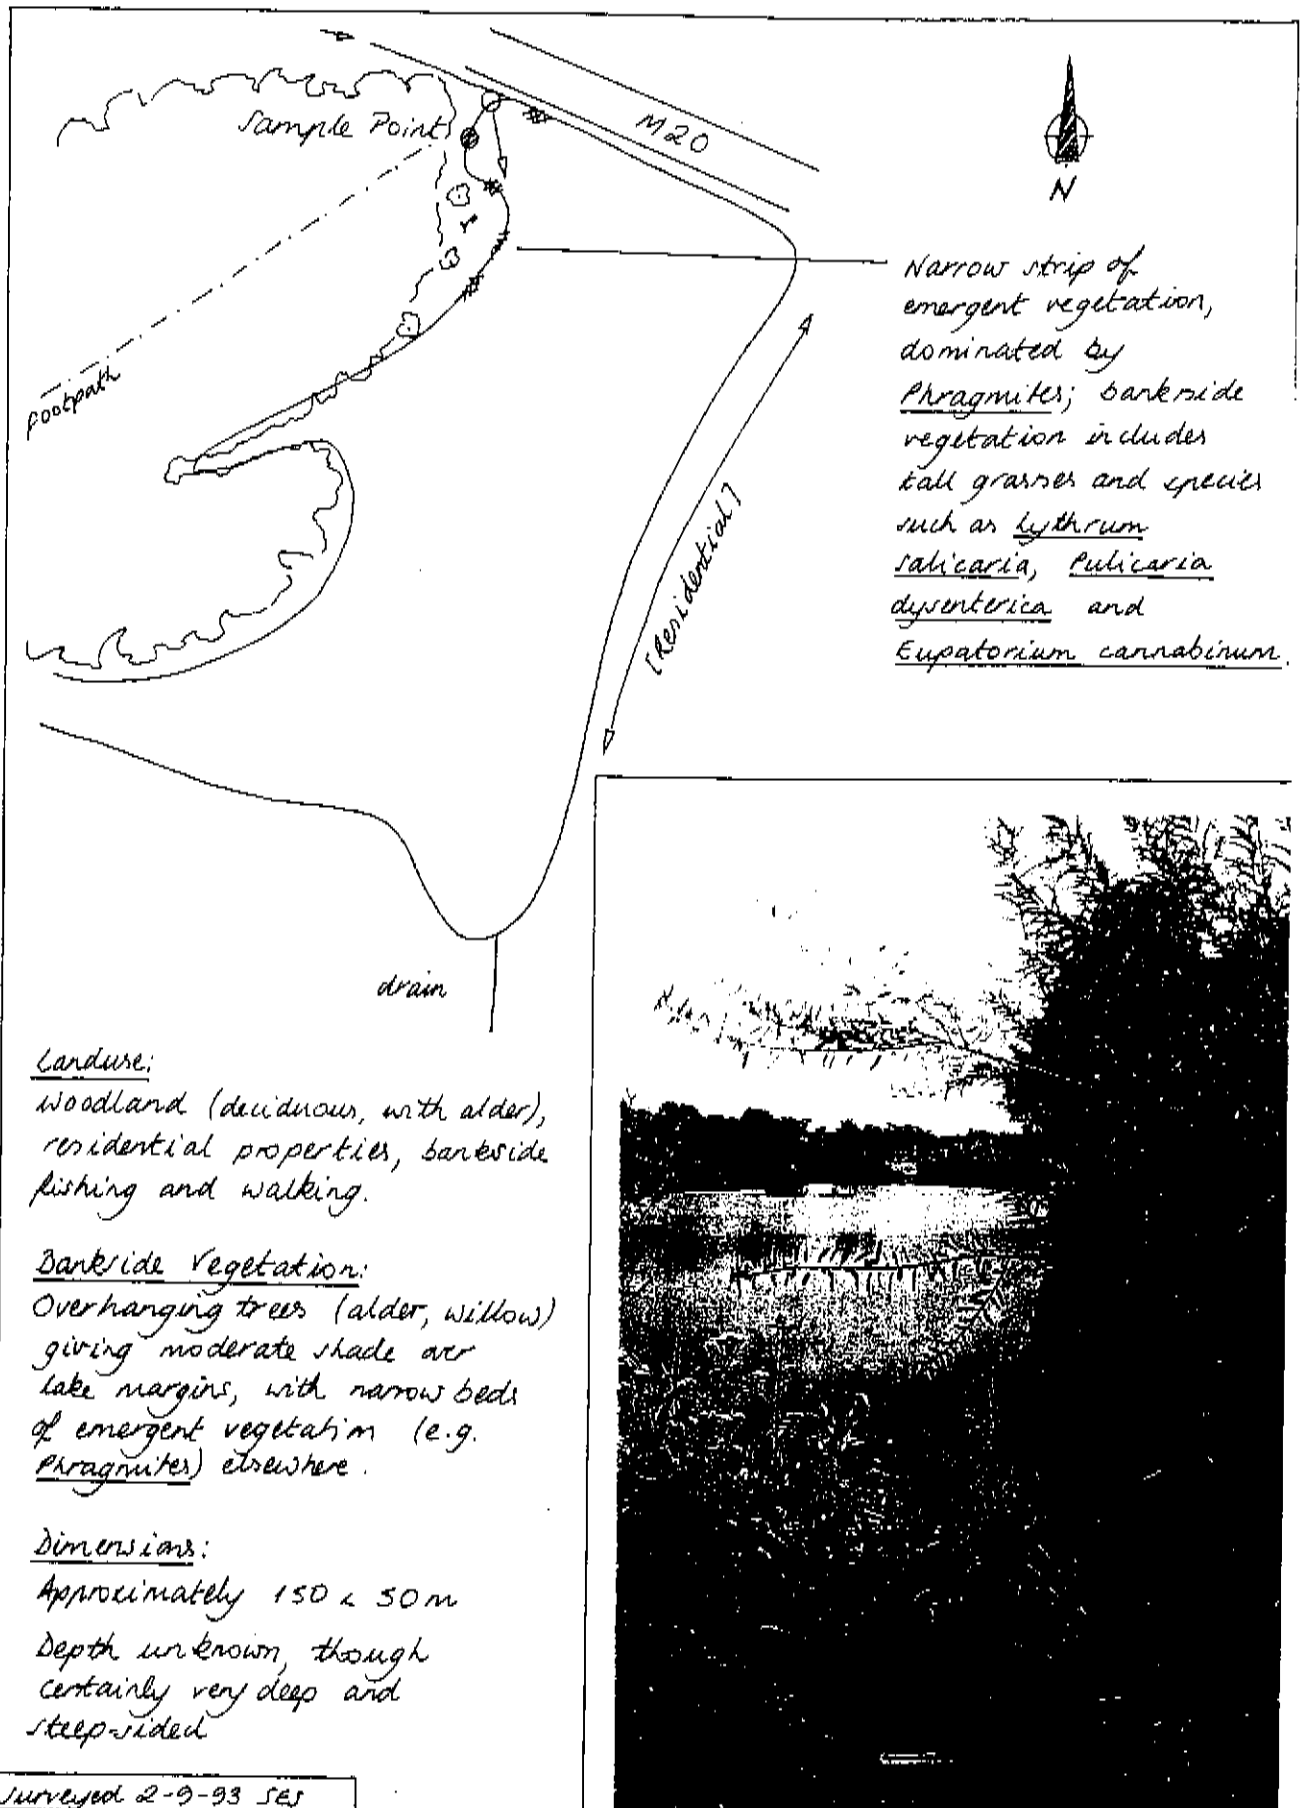 Sample Point
M20
N
Footpath
[Residential]
drain
Narrow strip of
emergent vegetation,
dominated by
Phragmites; bankside
vegetation includes
tall grasses and species
such as Lythrum
salicaria, Pulicaria
dysenterica and
Eupatorium cannabinum.
Landuse:
Woodland (deciduous, with alder),
residential properties, bankside
fishing and walking.
Bankside Vegetation:
Overhanging trees (alder, willow)
giving moderate shade over
lake margins, with narrow beds
of emergent vegetation (e.g.
Phragmites) elsewhere.
Dimensions:
Approximately 150 x 50m
Depth unknown, though
certainly very deep and
steep-sided
Surveyed 2-9-93 SES